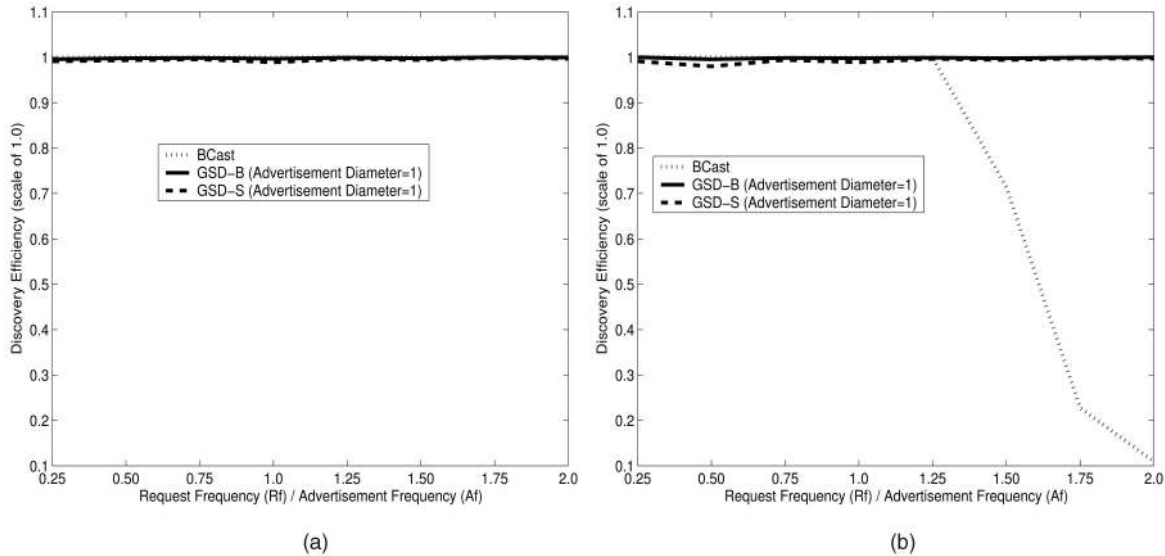 1.1
1
0.9
0.8
0.7
0.6
0.5
0.4
0.3
0.2
0.1
Discovery Efficiency (scale of 1.0)
BCast
GSD-B (Advertisement Diameter=1)
GSD-S (Advertisement Diameter=1)
0.25 0.50 0.75 1.0 1.25 1.50 1.75 2.0
Request Frequency (Rf) / Advertisement Frequency (Af)
(a)
1.1
1
0.9
0.8
0.7
0.6
0.5
0.4
0.3
0.2
0.1
Discovery Efficiency (scale of 1.0)
BCast
GSD-B (Advertisement Diameter=1)
GSD-S (Advertisement Diameter=1)
0.25 0.50 0.75 1.0 1.25 1.50 1.75 2.0
Request Frequency (Rf) / Advertisement Frequency (Af)
(b)